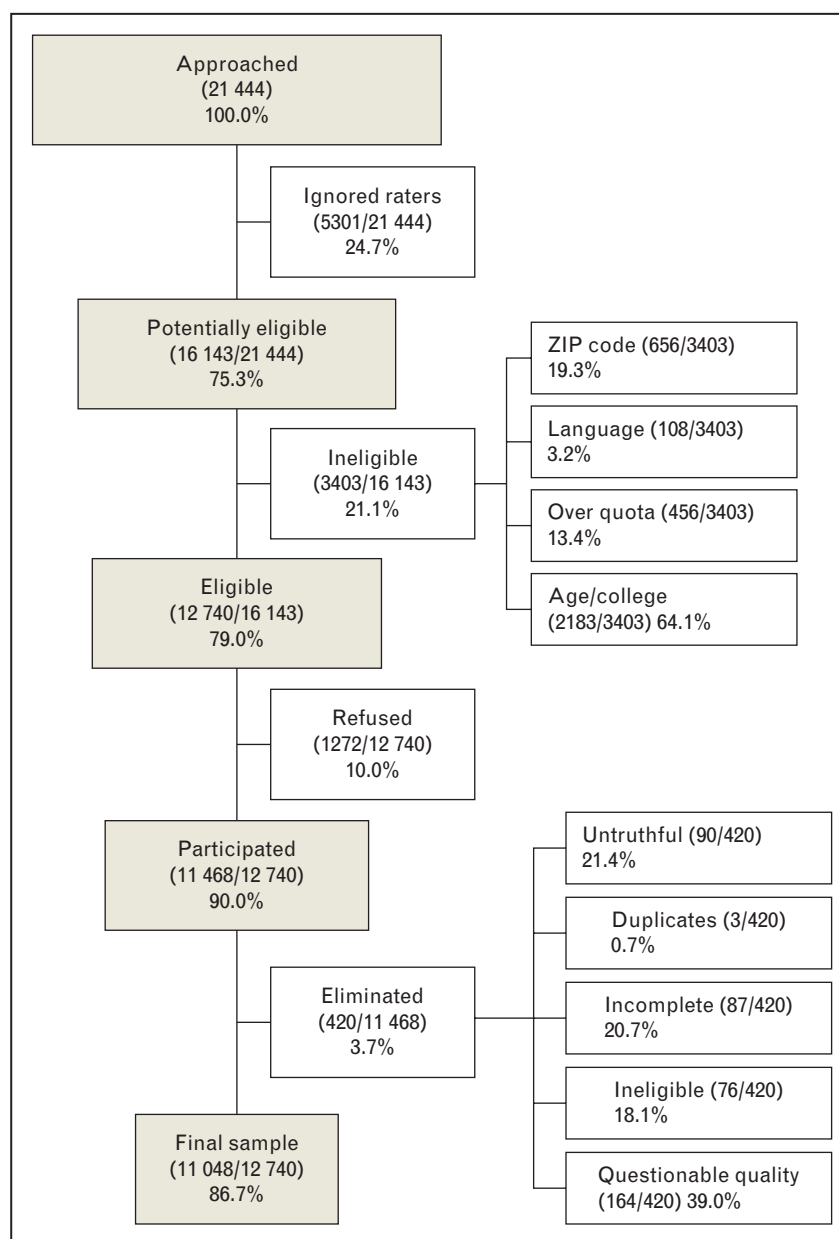 Approached
(21 444)
100.0%
Ignored raters
(5301/21 444)
24.7%
Potentially eligible
(16 143/21 444)
75.3%
ZIP code (656/3403)
19.3%
Language (108/3403)
3.2%
Ineligible
(3403/16 143)
21.1%
Over quota (456/3403)
13.4%
Age/college
(2183/3403) 64.1%
Eligible
(12 740/16 143)
79.0%
Refused
(1272/12 740)
10.0%
Participated
(11 468/12 740)
90.0%
Untruthful (90/420)
21.4%
Duplicates (3/420)
0.7%
Eliminated
(420/11 468)
3.7%
Incomplete (87/420)
20.7%
Ineligible (76/420)
18.1%
Final sample
(11 048/12 740)
86.7%
Questionable quality
(164/420) 39.0%